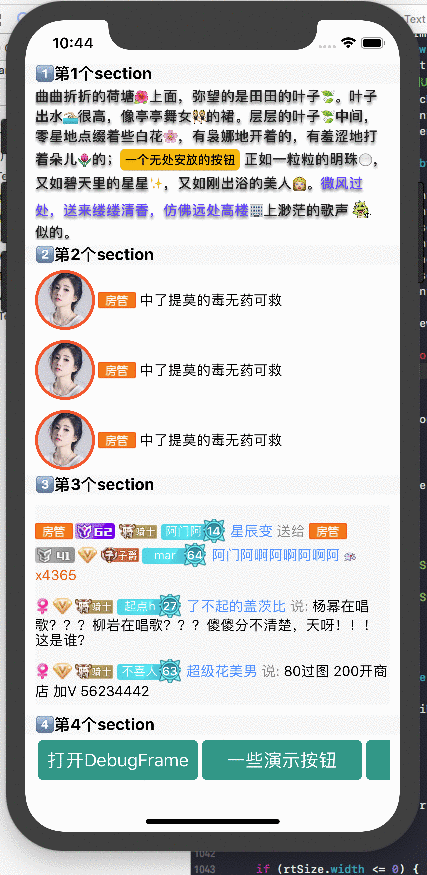 10:44
1 第1个section
曲曲折折的荷塘🌺上面，弥望的是田田的叶子🌿。叶子
出水🏊很高，像亭亭舞女👯的裙。层层的叶子🌿中间，
零星地点缀着些白花🌸，有袅娜地开着的，有羞涩地打
着朵儿🌷的； 一个无处安放的按钮 正如一粒粒的明珠⚪，
又如碧天里的星星✨，又如刚出浴的美人👸。微风过
处，送来缕缕清香，仿佛远处高楼🏢上渺茫的歌声
似的。
2 第2个section
房管 中了提莫的毒无药可救
房管 中了提莫的毒无药可救
房管 中了提莫的毒无药可救
3 第3个section
房管 62 骑士 阿门阿 14 星辰变 送给 房管
41 子爵 mar 64 阿门阿啊阿啊阿啊阿
x4365
骑士 起点h 27 了不起的盖茨比 说: 杨幂在唱
歌？？？ 柳岩在唱歌？？？ 傻傻分不清楚，天呀！！！
这是谁？
骑士 不喜人 63 超级花美男 说: 80过图 200开商
店 加V 56234442
4 第4个section
打开DebugFrame 一些演示按钮
1042
1043 if (rtSize.width <= 0) {